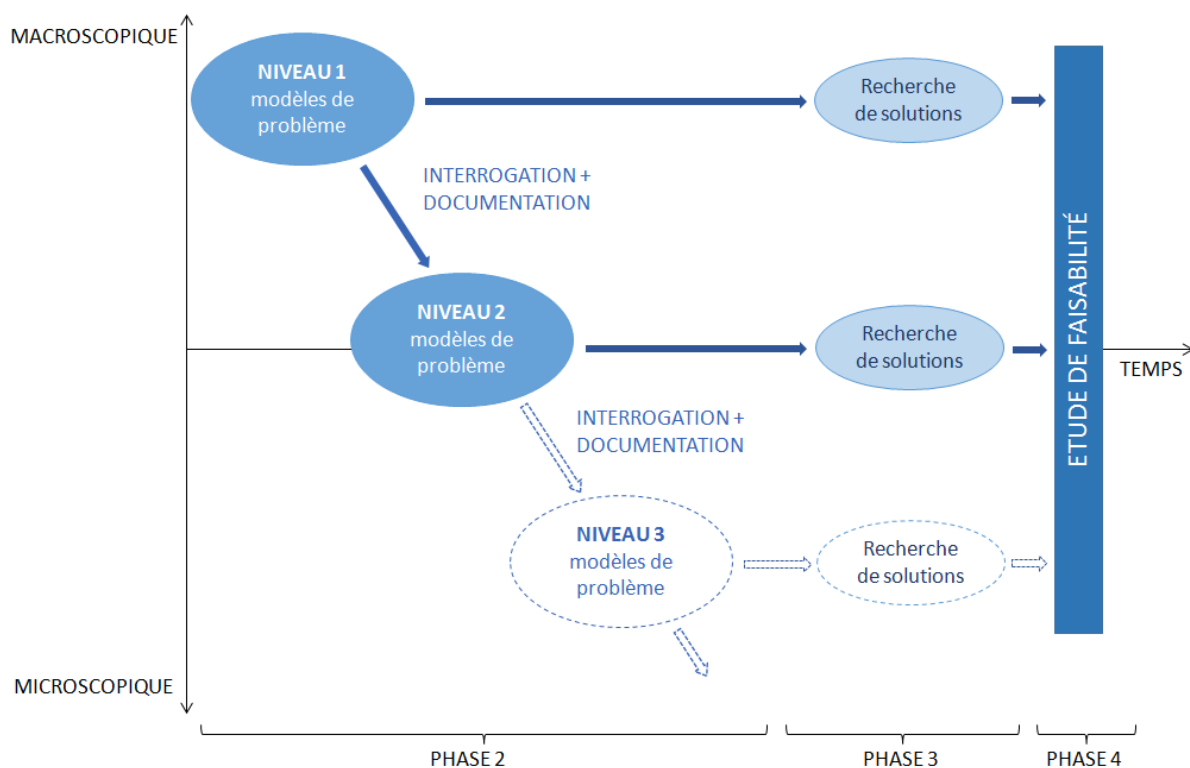 MACROSCOPIQUE
NIVEAU 1
modèles de
problème
Recherche
de solutions
INTERROGATION +
DOCUMENTATION
NIVEAU 2
modèles de
problème
Recherche
de solutions
ETUDE DE FAISABILITÉ
TEMPS
INTERROGATION +
DOCUMENTATION
NIVEAU 3
modèles de
problème
Recherche
de solutions
MICROSCOPIQUE
PHASE 2
PHASE 3
PHASE 4